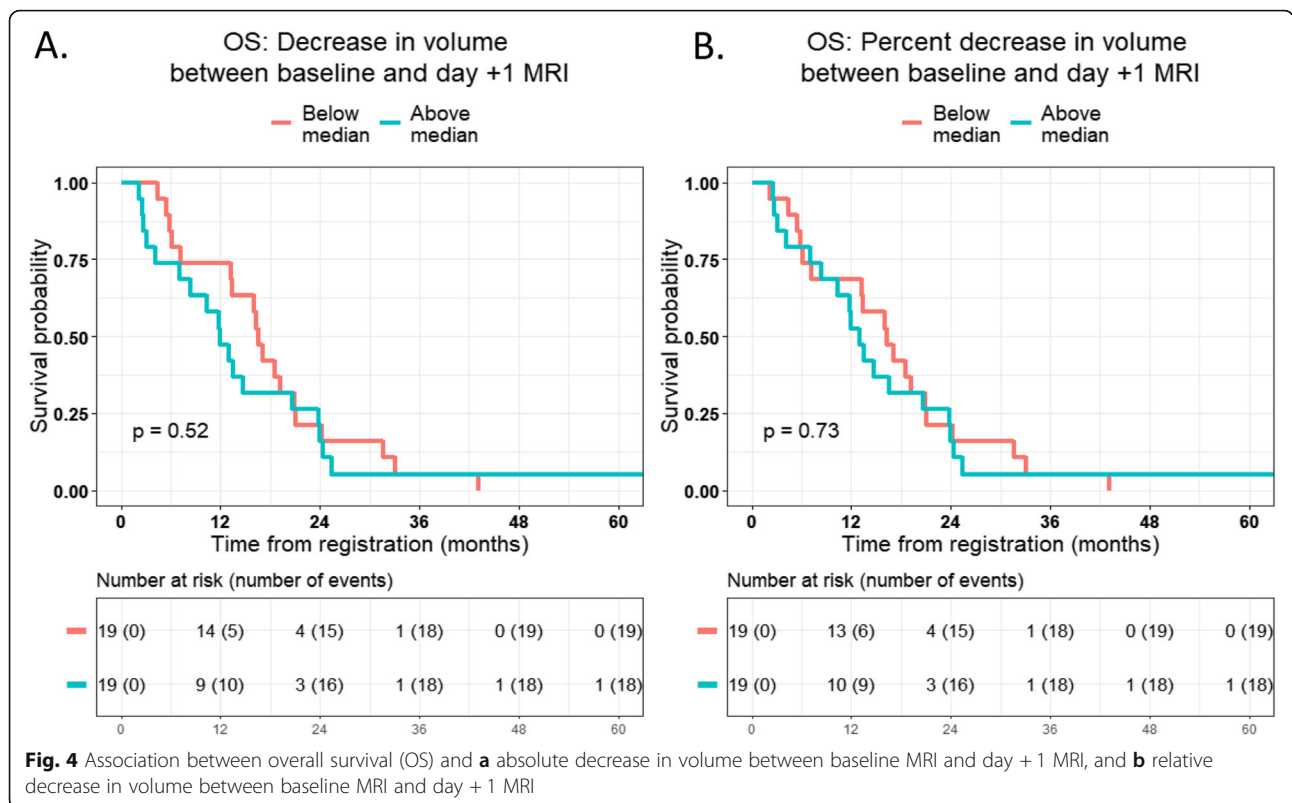 A.
OS: Decrease in volume
between baseline and day +1 MRI
Below median
Above median
Survival probability
1.00
0.75
0.50
0.25
0.00
p = 0.52
0 12 24 36 48 60
Time from registration (months)
Number at risk (number of events)
19 (0) 14 (5) 4 (15) 1 (18) 0 (19) 0 (19)
19 (0) 9 (10) 3 (16) 1 (18) 1 (18) 1 (18)
0 12 24 36 48 60
B.
OS: Percent decrease in volume
between baseline and day +1 MRI
Below median
Above median
Survival probability
1.00
0.75
0.50
0.25
0.00
p = 0.73
0 12 24 36 48 60
Time from registration (months)
Number at risk (number of events)
19 (0) 13 (6) 4 (15) 1 (18) 0 (19) 0 (19)
19 (0) 10 (9) 3 (16) 1 (18) 1 (18) 1 (18)
0 12 24 36 48 60
Fig. 4 Association between overall survival (OS) and a absolute decrease in volume between baseline MRI and day + 1 MRI, and b relative
decrease in volume between baseline MRI and day + 1 MRI